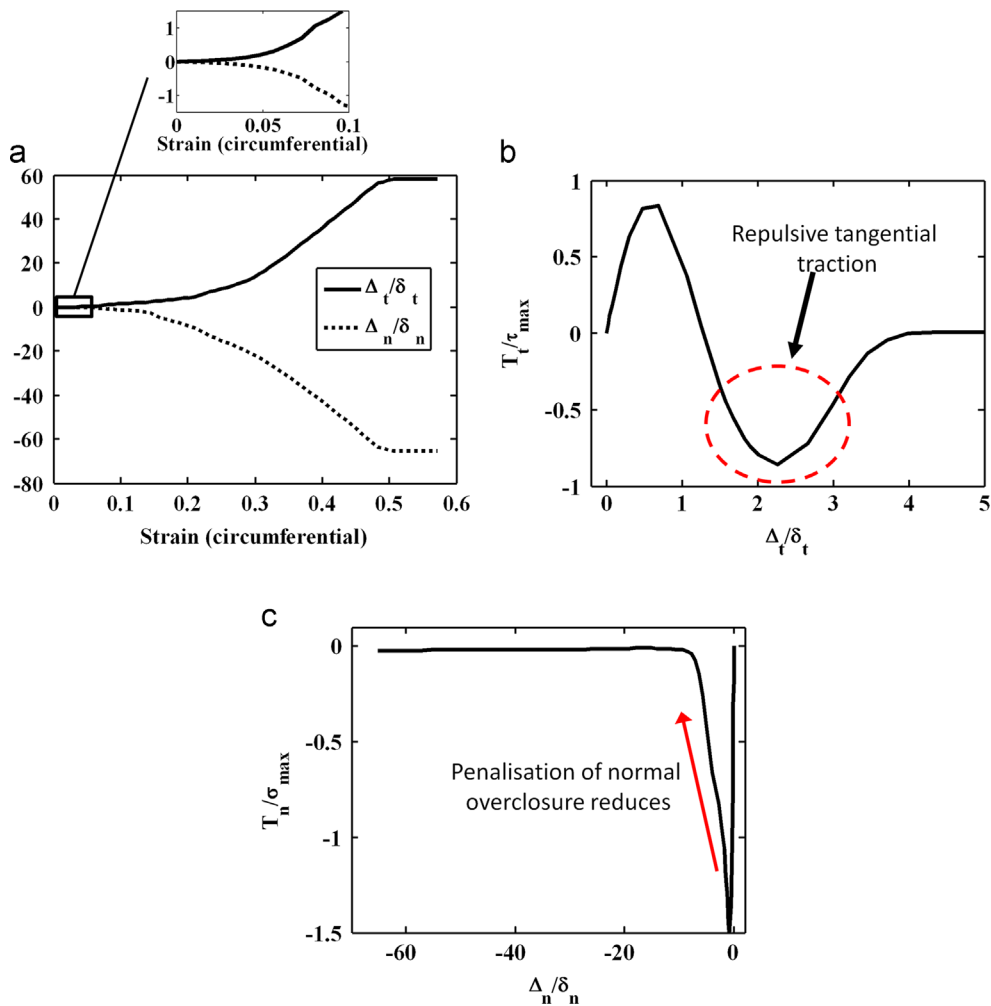 1
0
-1
0
0.05
0.1
Strain (circumferential)
a
60
40
20
0
-20
-40
-60
-80
Δt/δt
Δn/δn
0
0.1
0.2
0.3
0.4
0.5
0.6
Strain (circumferential)
b
1
0.5
0
-0.5
-1
Tt/τmax
Repulsive tangential
traction
0
1
2
3
4
5
Δt/δt
c
0
-0.5
-1
-1.5
Tn/σmax
Penalisation of normal
overclosure reduces
-60
-40
-20
0
Δn/δn